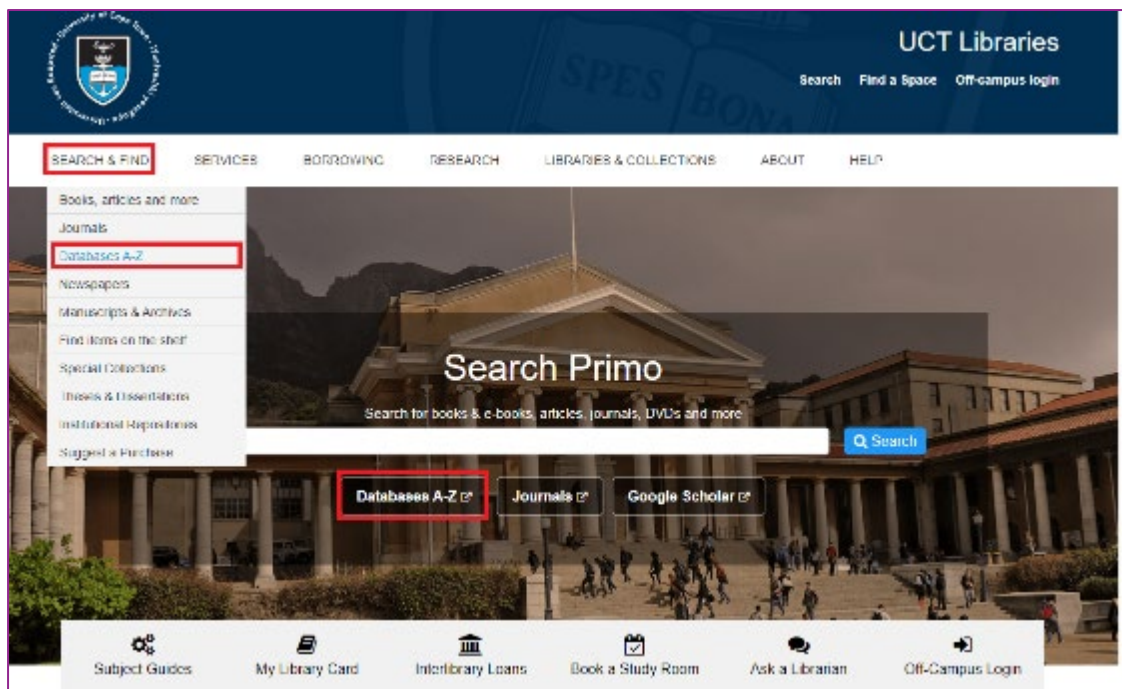 UCT Libraries
Search Find a Space Off-campus login
SPES BONA
SEARCH & FIND SERVICES BORROWING RESEARCH LIBRARIES & COLLECTIONS ABOUT HELP
Books, articles and more
Journals
Databases A-Z
Newspapers
Manuscripts & Archives
Find items on the shelf
Special Collections
Theses & Dissertations
Institutional Repositories
Suggest a Purchase
Search Primo
Search for books & e-books, articles, journals, DVDs and more
Search
Databases A-Z Journals Google Scholar
Subject Guides My Library Card Interlibrary Loans Book a Study Room Ask a Librarian Off-Campus Login